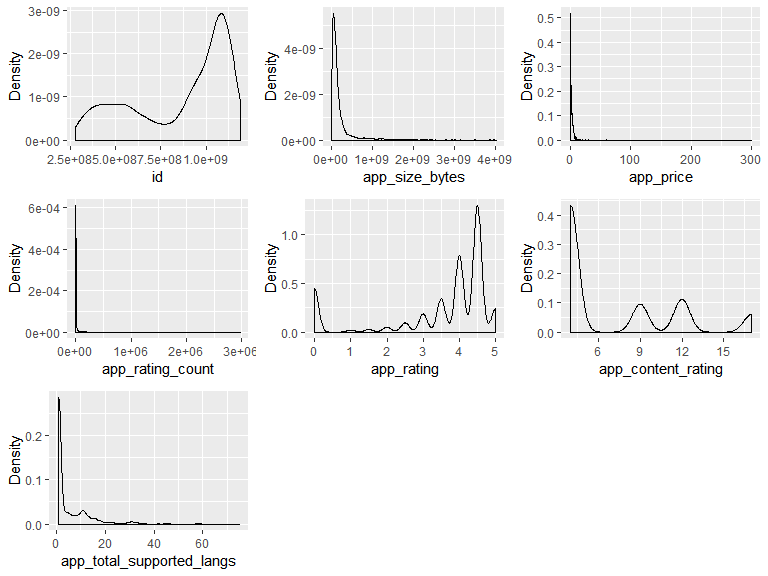 3e-09
2e-09
1e-09
0e+00
Density
2.5e+085.0e+087.5e+081.0e+09
id
4e-09
2e-09
0e+00
Density
0e+00 1e+09 2e+09 3e+09 4e+09
app_size_bytes
0.5
0.4
0.3
0.2
0.1
0.0
Density
0 100 200 300
app_price
6e-04
4e-04
2e-04
0e+00
Density
0e+00 1e+06 2e+06 3e+06
app_rating_count
1.0
0.5
0.0
Density
0 1 2 3 4 5
app_rating
0.4
0.3
0.2
0.1
0.0
Density
6 9 12 15
app_content_rating
0.2
0.1
0.0
Density
0 20 40 60
app_total_supported_langs